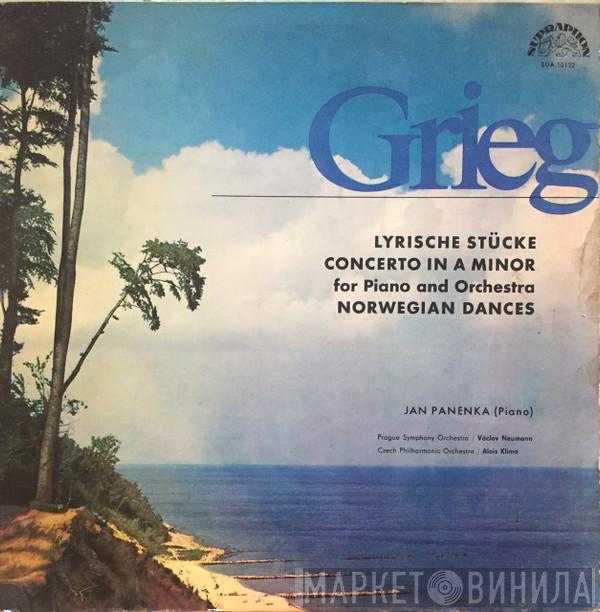 SUPRAPHON
SUA 10132
Grieg
LYRISCHE STÜCKE
CONCERTO IN A MINOR
for Piano and Orchestra
NORWEGIAN DANCES
JAN PANENKA (Piano)
Prague Symphony Orchestra / Václav Neumann
Czech Philharmonic Orchestra / Alois Klíma
МАРКЕТ ВИНИЛА